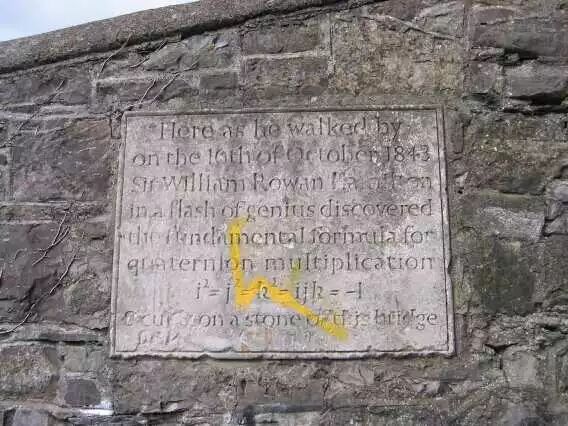 Here as he walked by
on the 16th of October 1843
Sir William Rowan Hamilton
in a flash of genius discovered
the fundamental formula for
quaternion multiplication
i² = j² = k² = ijk = -1
& cut it on a stone of this bridge